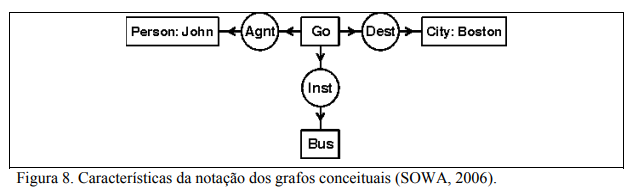 Person: John Agnt Go Dest City: Boston
Inst
Bus
Figura 8. Características da notação dos grafos conceituais (SOWA, 2006).